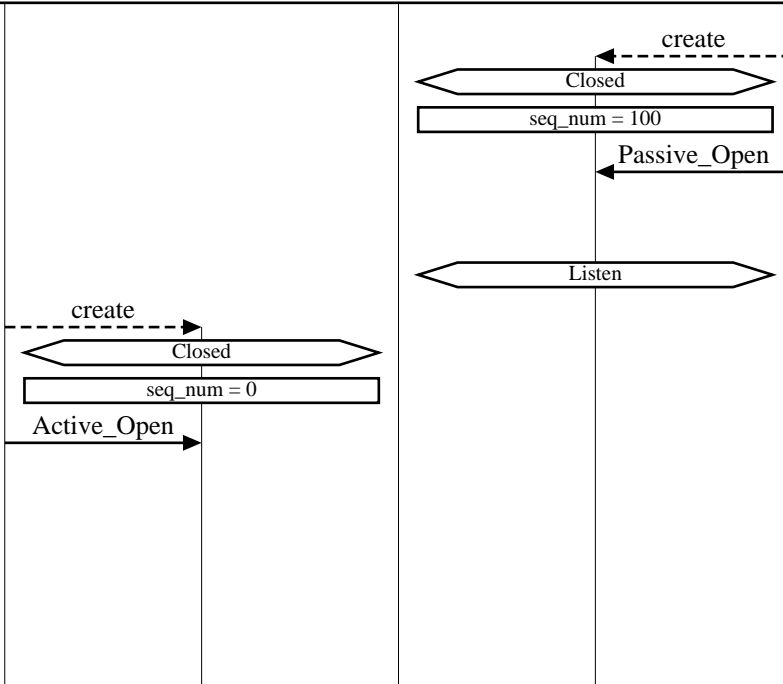 create
Closed
seq_num = 100
Passive_Open
Listen
create
Closed
seq_num = 0
Active_Open